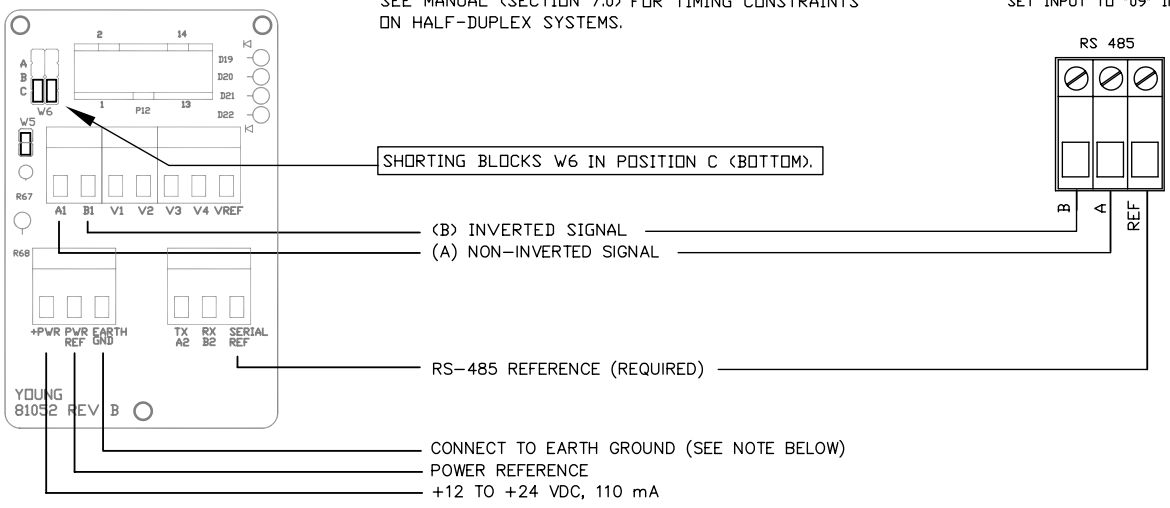 SEE MANUAL (SECTION 7.0) FOR TIMING CONSTRAINTS
ON HALF-DUPLEX SYSTEMS.
SET INPUT TO "09"
RS 485
2 14
A
B
C
W6
1 P12 13
D19
D20
D21
D22
W5
SHORTING BLOCKS W6 IN POSITION C (BOTTOM).
R67
A1 B1 V1 V2 V3 V4 VREF
B A REF
(B) INVERTED SIGNAL
(A) NON-INVERTED SIGNAL
R68
+PWR PWR REF EARTH GND
TX A2 RX B2 SERIAL REF
RS-485 REFERENCE (REQUIRED)
YOUNG
81052 REV B
CONNECT TO EARTH GROUND (SEE NOTE BELOW)
POWER REFERENCE
+12 TO +24 VDC, 110 mA